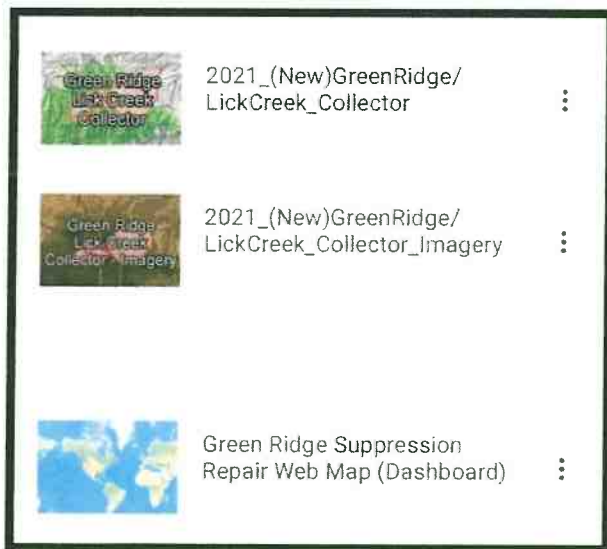 Green Ridge
Lick Creek
Collector
2021_(New)GreenRidge/
LickCreek_Collector
Green Ridge
Lick Creek
Collector - Imagery
2021_(New)GreenRidge/
LickCreek_Collector_Imagery
Green Ridge Suppression
Repair Web Map (Dashboard)